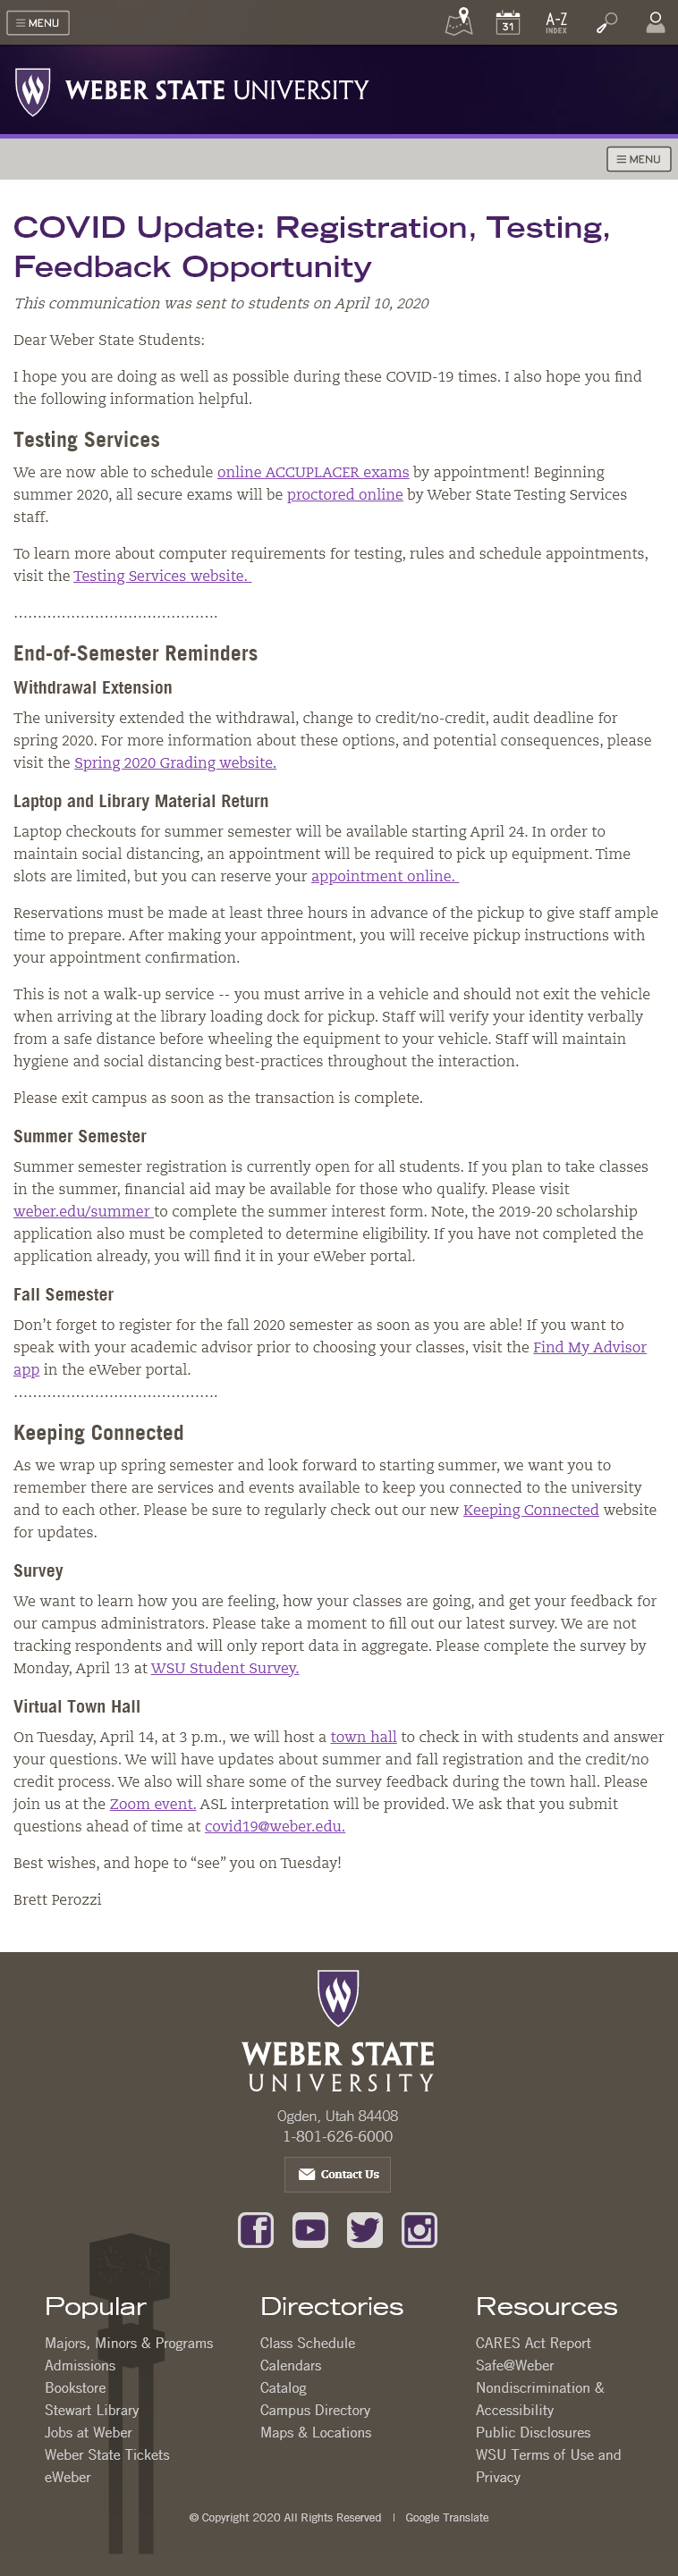 MENU
31
A-Z
INDEX
WEBER STATE UNIVERSITY
MENU
COVID Update: Registration, Testing,
Feedback Opportunity
This communication was sent to students on April 10, 2020
Dear Weber State Students:
I hope you are doing as well as possible during these COVID-19 times. I also hope you find
the following information helpful.
Testing Services
We are now able to schedule online ACCUPLACER exams by appointment! Beginning
summer 2020, all secure exams will be proctored online by Weber State Testing Services
staff.
To learn more about computer requirements for testing, rules and schedule appointments,
visit the Testing Services website.
...........................................
End-of-Semester Reminders
Withdrawal Extension
The university extended the withdrawal, change to credit/no-credit, audit deadline for
spring 2020. For more information about these options, and potential consequences, please
visit the Spring 2020 Grading website.
Laptop and Library Material Return
Laptop checkouts for summer semester will be available starting April 24. In order to
maintain social distancing, an appointment will be required to pick up equipment. Time
slots are limited, but you can reserve your appointment online.
Reservations must be made at least three hours in advance of the pickup to give staff ample
time to prepare. After making your appointment, you will receive pickup instructions with
your appointment confirmation.
This is not a walk-up service -- you must arrive in a vehicle and should not exit the vehicle
when arriving at the library loading dock for pickup. Staff will verify your identity verbally
from a safe distance before wheeling the equipment to your vehicle. Staff will maintain
hygiene and social distancing best-practices throughout the interaction.
Please exit campus as soon as the transaction is complete.
Summer Semester
Summer semester registration is currently open for all students. If you plan to take classes
in the summer, financial aid may be available for those who qualify. Please visit
weber.edu/summer to complete the summer interest form. Note, the 2019-20 scholarship
application also must be completed to determine eligibility. If you have not completed the
application already, you will find it in your eWeber portal.
Fall Semester
Don't forget to register for the fall 2020 semester as soon as you are able! If you want to
speak with your academic advisor prior to choosing your classes, visit the Find My Advisor
app in the eWeber portal.
...........................................
Keeping Connected
As we wrap up spring semester and look forward to starting summer, we want you to
remember there are services and events available to keep you connected to the university
and to each other. Please be sure to regularly check out our new Keeping Connected website
for updates.
Survey
We want to learn how you are feeling, how your classes are going, and get your feedback for
our campus administrators. Please take a moment to fill out our latest survey. We are not
tracking respondents and will only report data in aggregate. Please complete the survey by
Monday, April 13 at WSU Student Survey.
Virtual Town Hall
On Tuesday, April 14, at 3 p.m., we will host a town hall to check in with students and answer
your questions. We will have updates about summer and fall registration and the credit/no
credit process. We also will share some of the survey feedback during the town hall. Please
join us at the Zoom event. ASL interpretation will be provided. We ask that you submit
questions ahead of time at covid19@weber.edu.
Best wishes, and hope to “see” you on Tuesday!
Brett Perozzi
WEBER STATE
UNIVERSITY
Ogden, Utah 84408
1-801-626-6000
Contact Us
Popular
Majors, Minors & Programs
Admissions
Bookstore
Stewart Library
Jobs at Weber
Weber State Tickets
eWeber
Directories
Class Schedule
Calendars
Catalog
Campus Directory
Maps & Locations
Resources
CARES Act Report
Safe@Weber
Nondiscrimination &
Accessibility
Public Disclosures
WSU Terms of Use and
Privacy
© Copyright 2020 All Rights Reserved | Google Translate